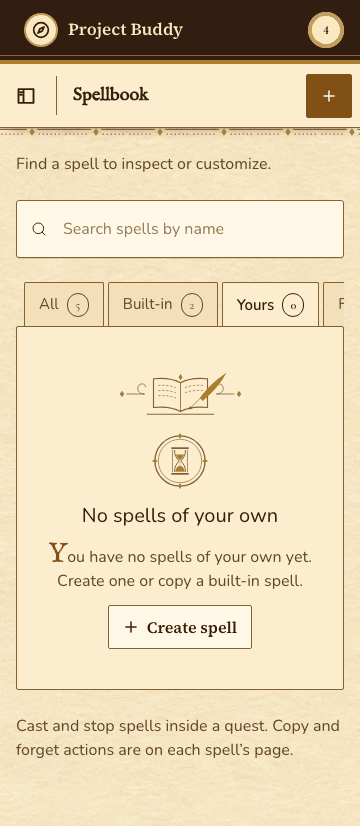 Project Buddy
4
Spellbook
Find a spell to inspect or customize.
Search spells by name
All 5 Built-in 2 Yours 0 F
No spells of your own
You have no spells of your own yet.
Create one or copy a built-in spell.
+ Create spell
Cast and stop spells inside a quest. Copy and
forget actions are on each spell's page.